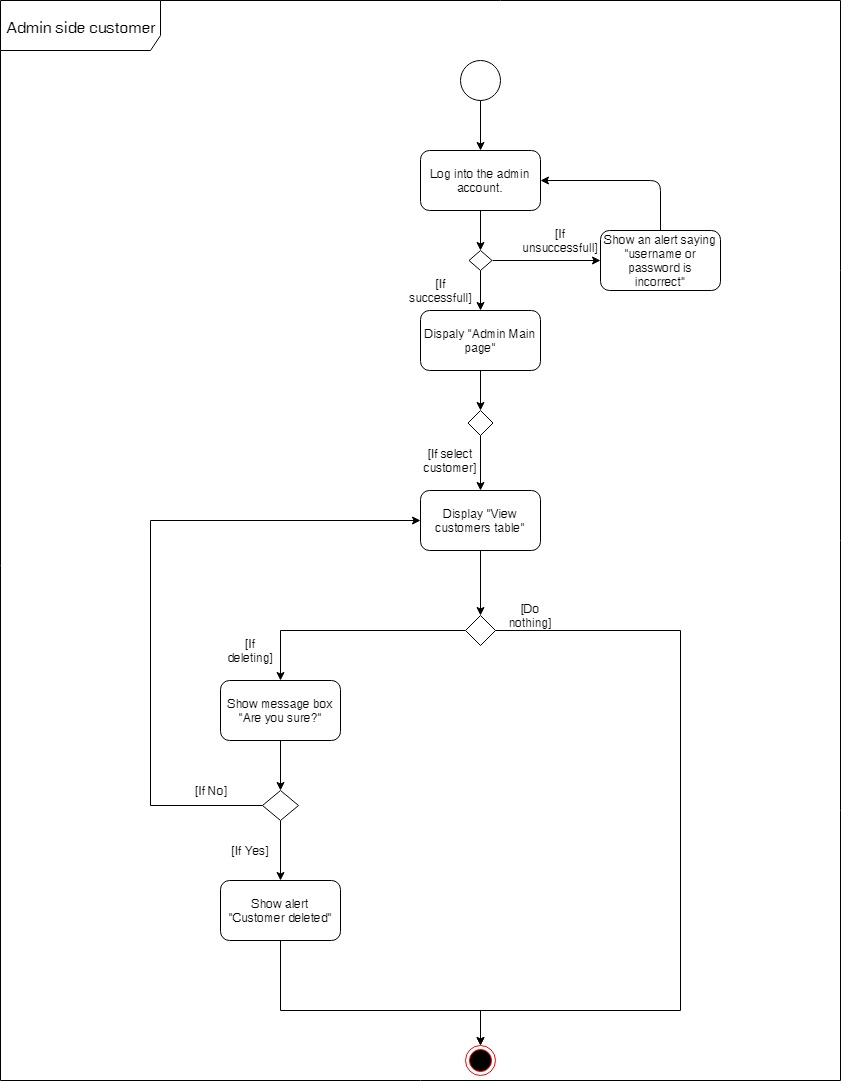 Admin side customer
Log into the admin
account.
[If
unsuccessfull]
Show an alert saying
"username or
password is
incorrect"
[If
successfull]
Dispaly "Admin Main
page"
[If select
customer]
Display "View
customers table"
[Do
nothing]
[If
deleting]
Show message box
"Are you sure?"
[If No]
[If Yes]
Show alert
"Customer deleted"